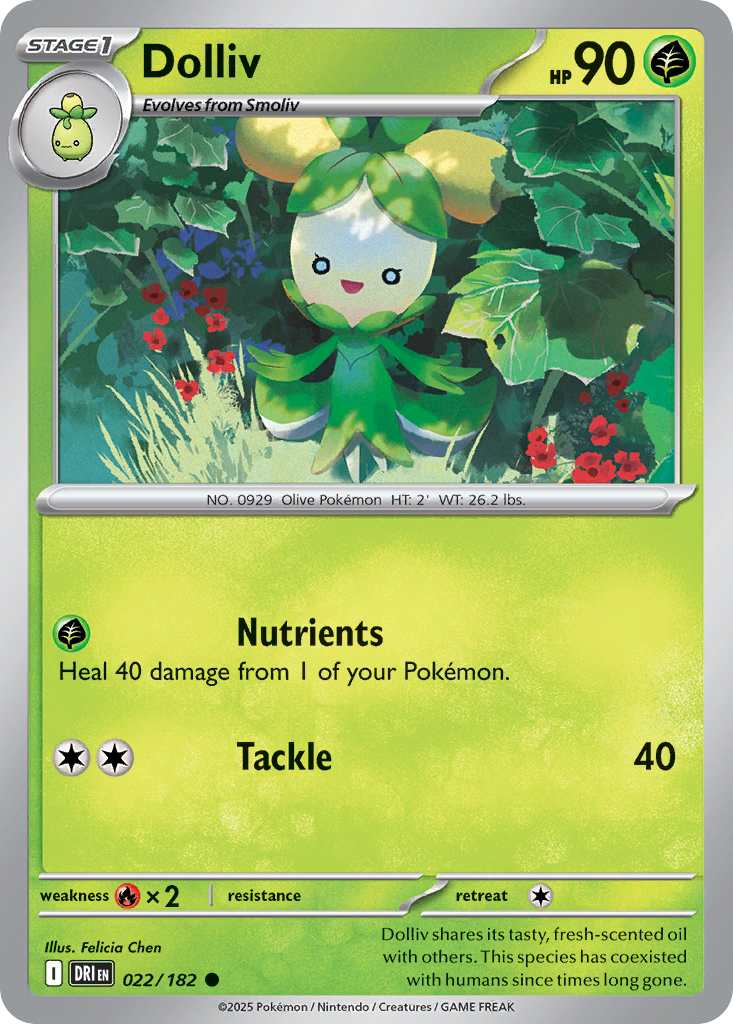 STAGE 1
Dolliv
HP 90
Evolves from Smoliv
NO. 0929 Olive Pokémon HT: 2' WT: 26.2 lbs.
Nutrients
Heal 40 damage from 1 of your Pokémon.
Tackle 40
weakness ×2 resistance retreat
Illus. Felicia Chen
Dolliv shares its tasty, fresh-scented oil
with others. This species has coexisted
with humans since times long gone.
I DRI EN 022/182
©2025 Pokémon / Nintendo / Creatures / GAME FREAK